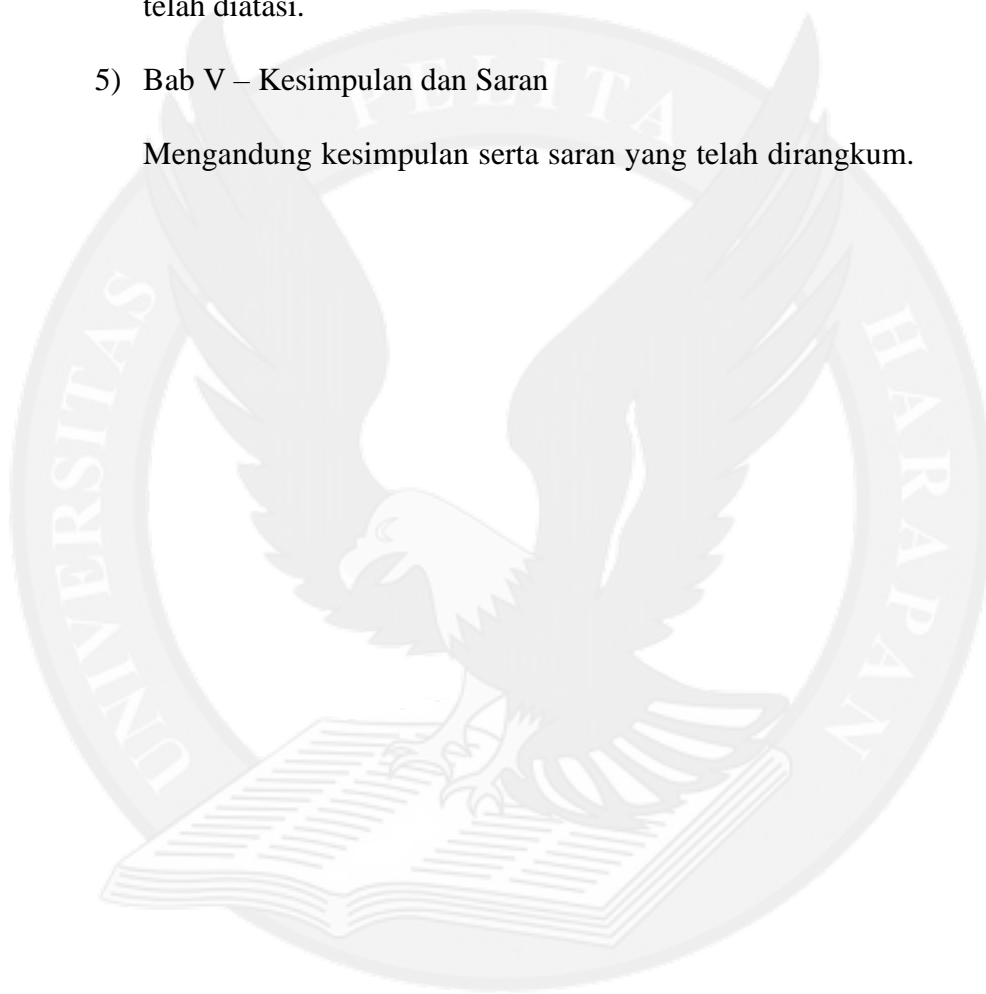 telah diatasi.
5) Bab V – Kesimpulan dan Saran
Mengandung kesimpulan serta saran yang telah dirangkum.
UNIVERSITAS PELITA HARAPAN